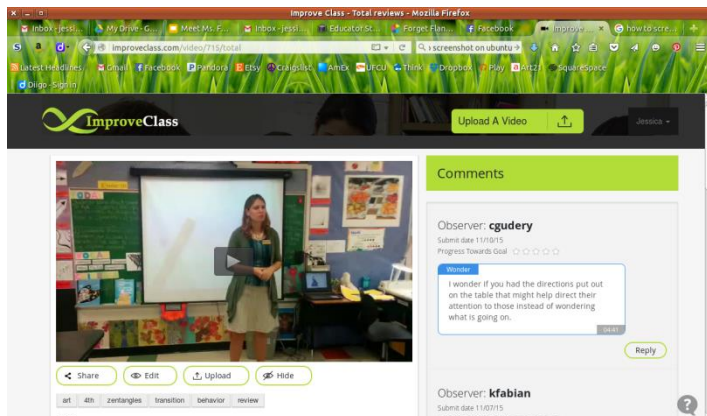 Improve Class - Total reviews - Mozilla Firefox
Inbox - jessi... My Drive - G... Meet Ms. F... Inbox - jessi... Educator St... Forget Flan... Facebook Improve ... how to scre...
improveclass.com/video/715/total screenshot on ubuntu
Latest Headlines Gmail Facebook Pandora Etsy Craigslist AmEx UFCU Think Dropbox Play Art21 SquareSpace
Diigo - Sign in
ImproveClass Upload A Video Jessica
Comments
Observer: cgudery
Submit date 11/10/15
Progress Towards Goal
Wonder
I wonder if you had the directions put out
on the table that might help direct their
attention to those instead of wondering
what is going on.
04:41
Reply
Share Edit Upload Hide
art 4th zentangles transition behavior review
Observer: kfabian
Submit date 11/07/15
?